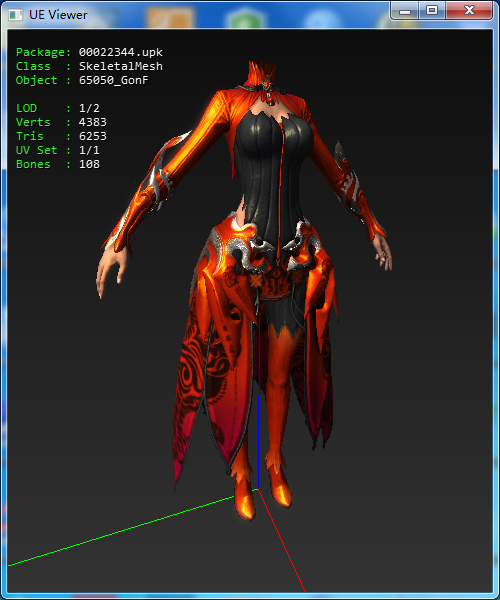 UE Viewer
Package: 00022344.upk
Class : SkeletalMesh
Object : 65050_GonF
LOD : 1/2
Verts : 4383
Tris : 6253
UV Set : 1/1
Bones : 108